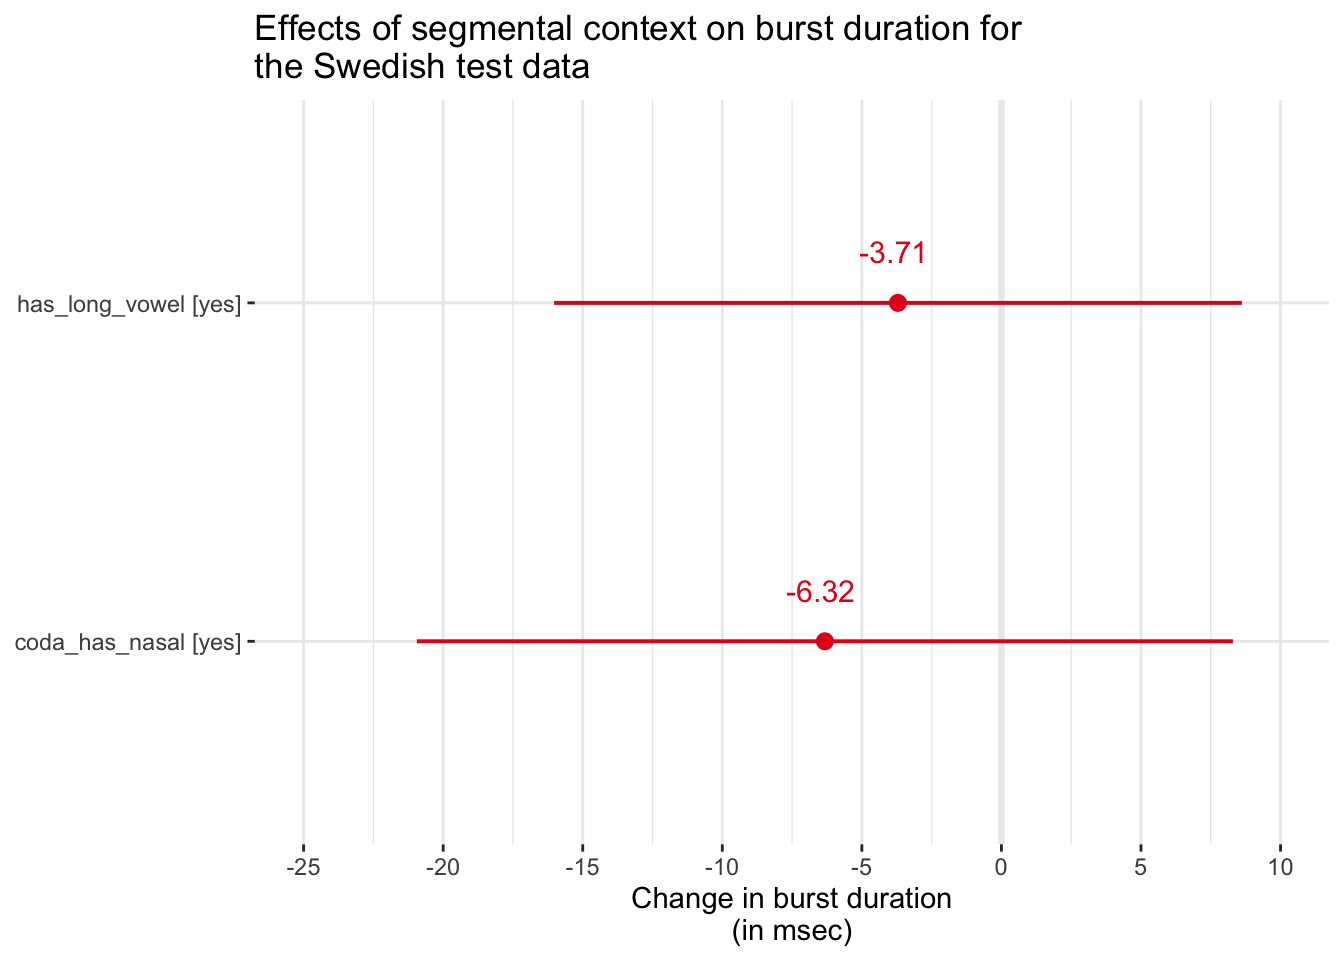 Effects of segmental context on burst duration for
the Swedish test data
-3.71
has_long_vowel [yes]
-6.32
coda_has_nasal [yes]
-25 -20 -15 -10 -5 0 5 10
Change in burst duration
(in msec)